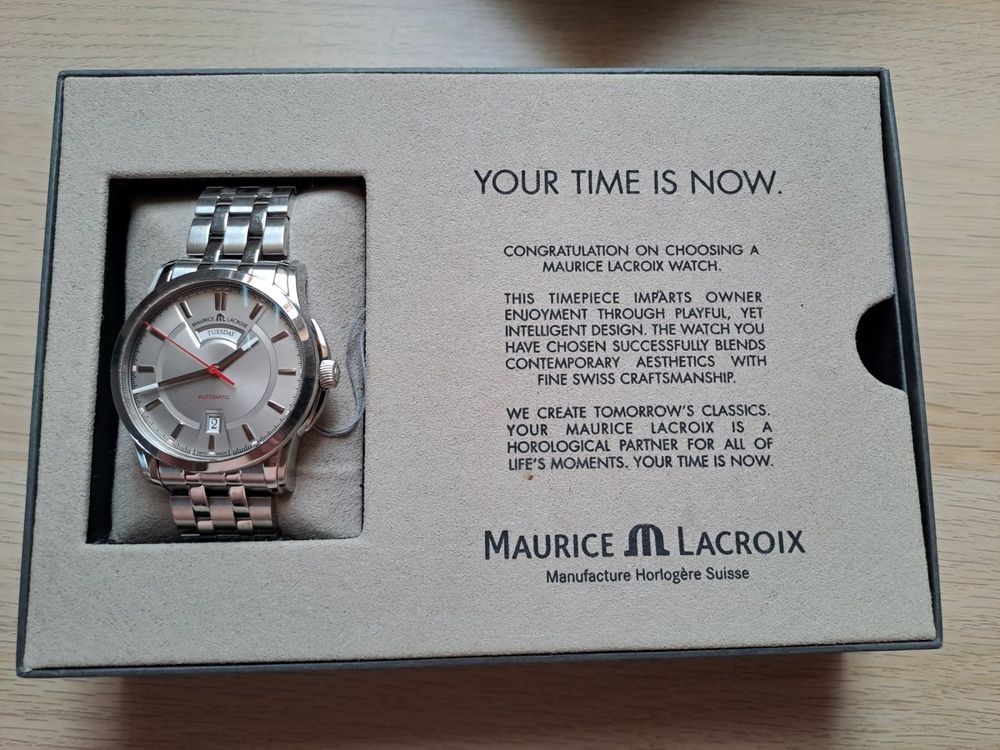 MAURICE LACROIX
TUESDAY
AUTOMATIC
2
YOUR TIME IS NOW.
CONGRATULATION ON CHOOSING A
MAURICE LACROIX WATCH.
THIS TIMEPIECE IMPARTS OWNER
ENJOYMENT THROUGH PLAYFUL, YET
INTELLIGENT DESIGN. THE WATCH YOU
HAVE CHOSEN SUCCESSFULLY BLENDS
CONTEMPORARY AESTHETICS WITH
FINE SWISS CRAFTSMANSHIP.
WE CREATE TOMORROW'S CLASSICS.
YOUR MAURICE LACROIX IS A
HOROLOGICAL PARTNER FOR ALL OF
LIFE'S MOMENTS. YOUR TIME IS NOW.
MAURICE LACROIX
Manufacture Horlogère Suisse